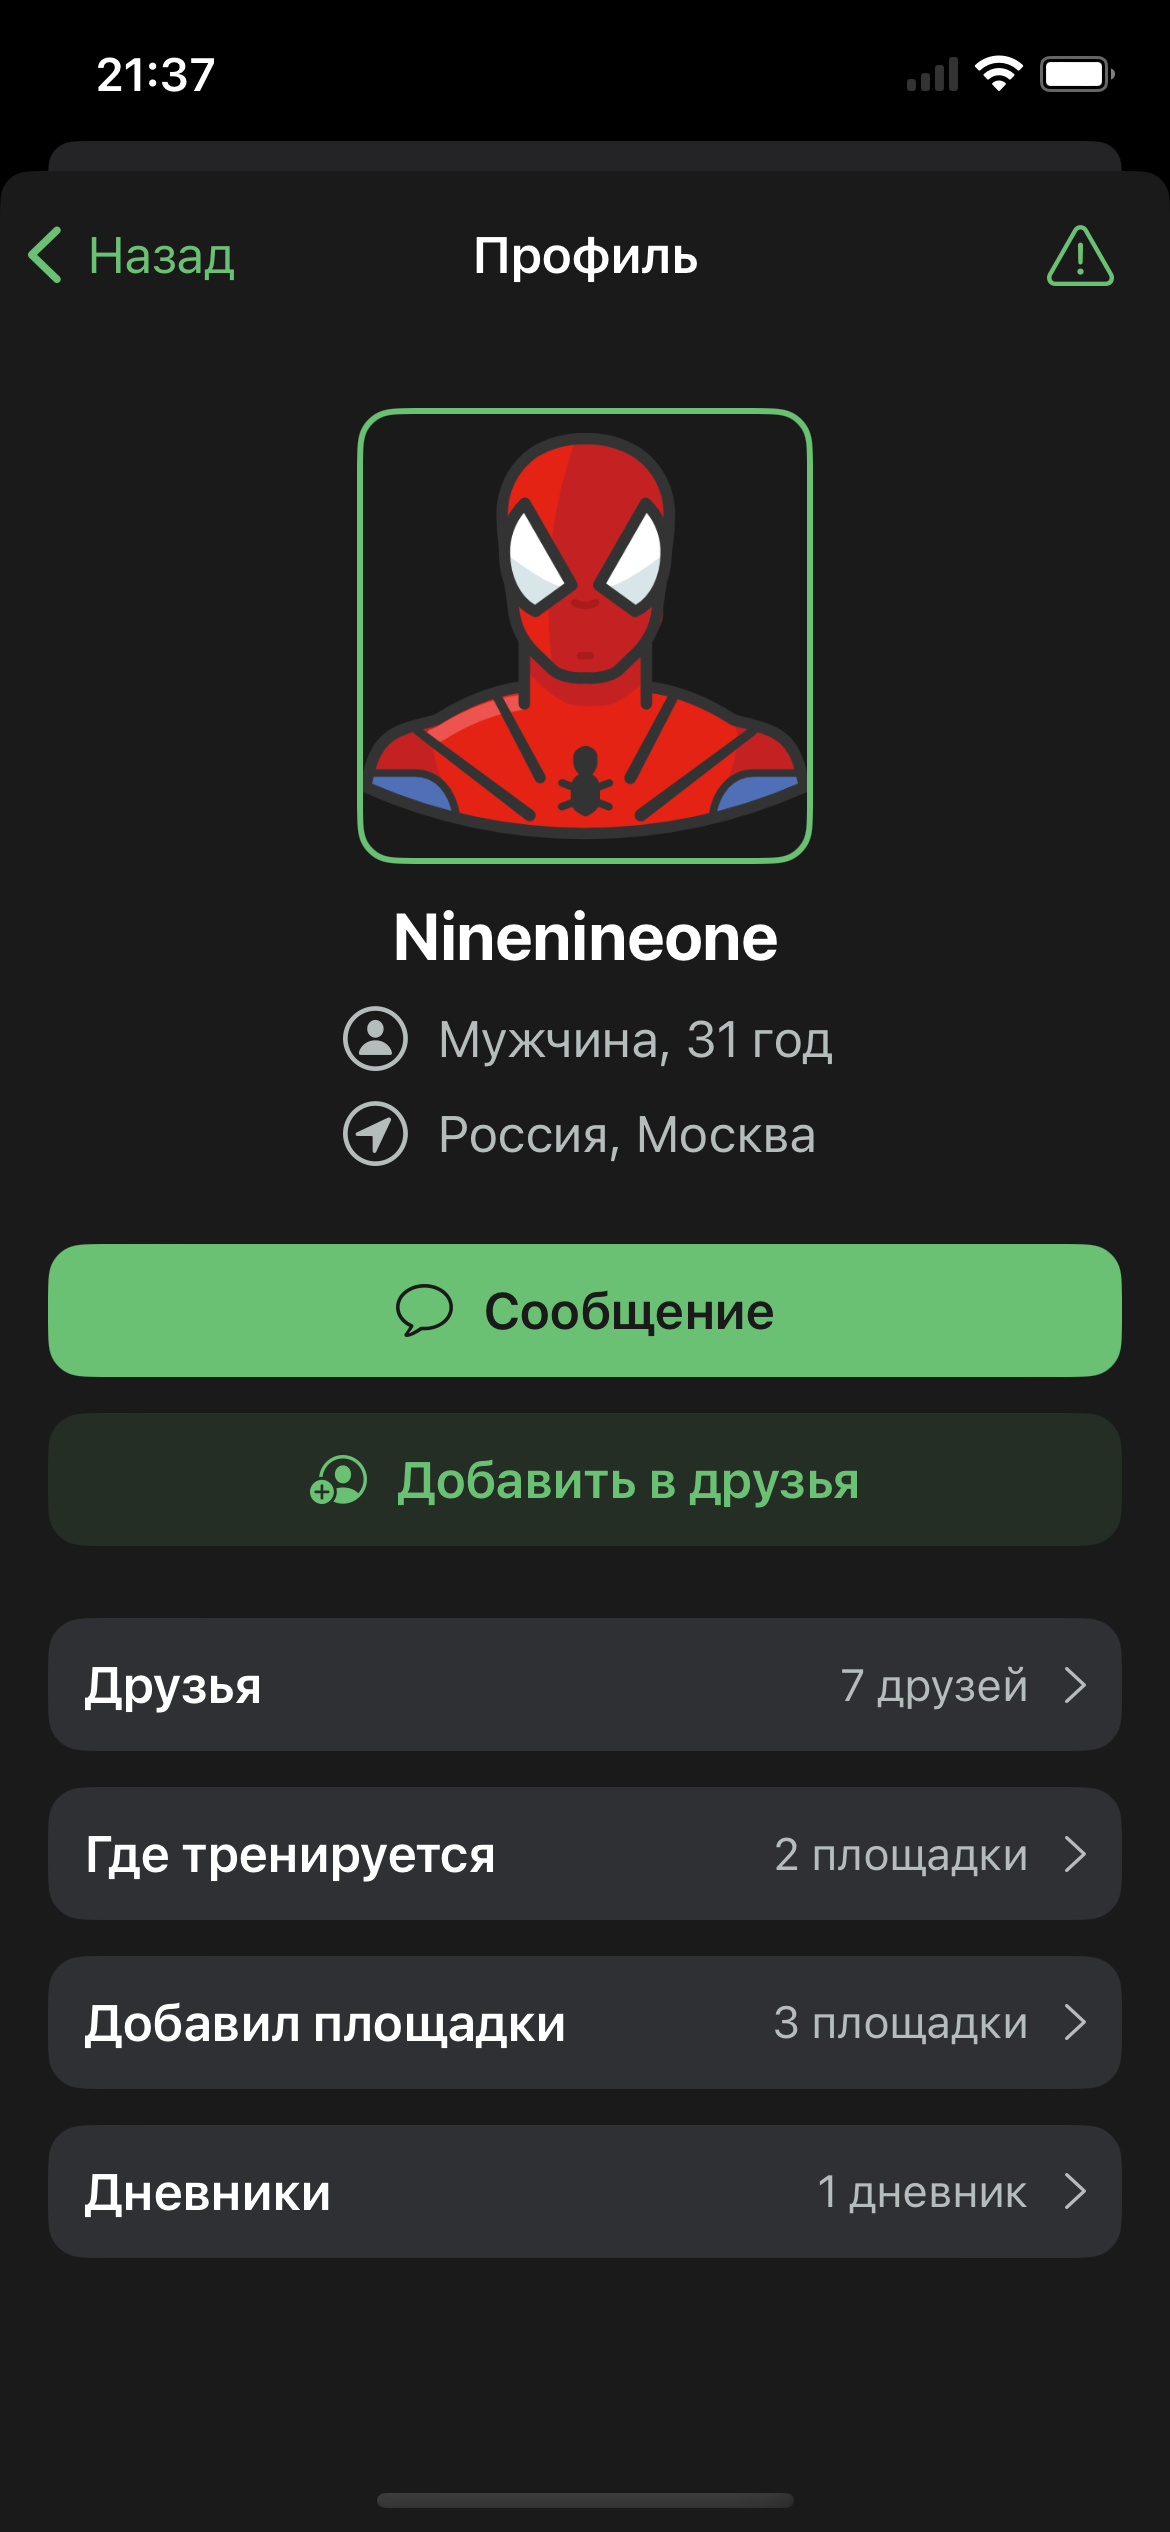 21:37
Назад
Профиль
Ninenineone
Мужчина, 31 год
Россия, Москва
Сообщение
Добавить в друзья
Друзья 7 друзей
Где тренируется 2 площадки
Добавил площадки 3 площадки
Дневники 1 дневник